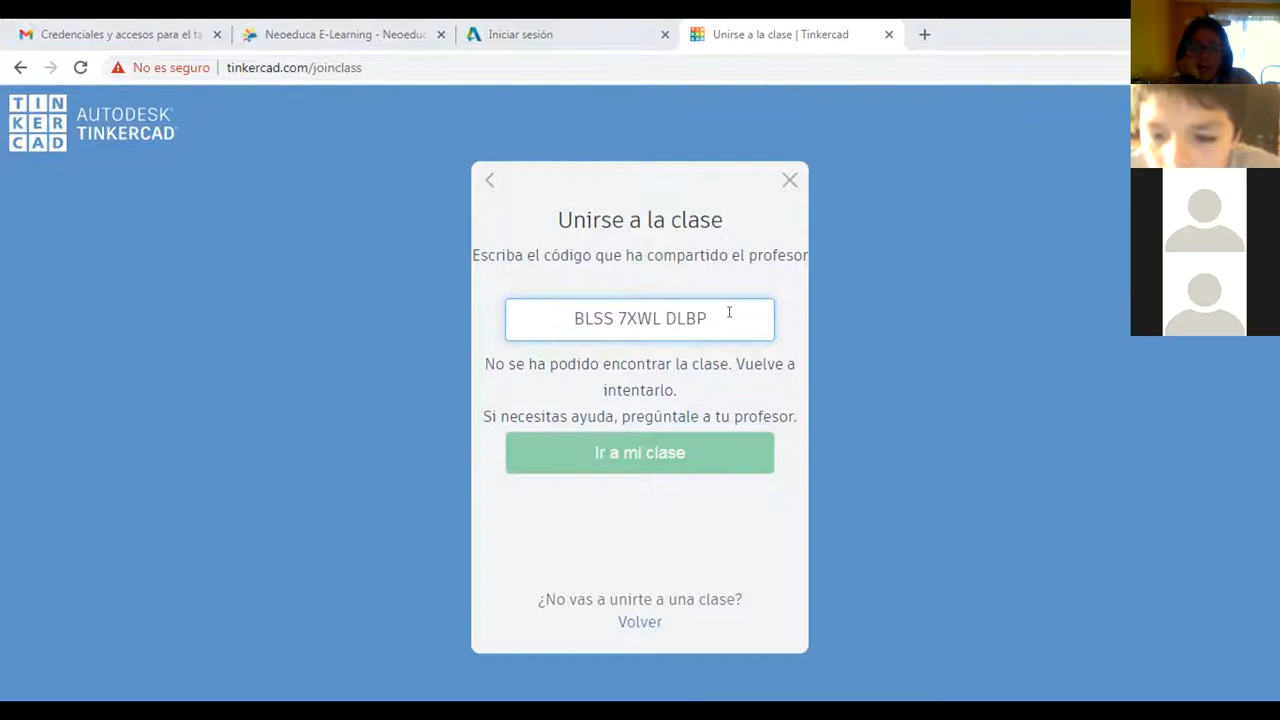 Credenciales y accesos para el ta
Neoeduca E-Learning - Neoeduc
Iniciar sesión
Unirse a la clase | Tinkercad
No es seguro
tinkercad.com/joinclass
TIN
KER
CAD
AUTODESK®
TINKERCAD®
Unirse a la clase
Escriba el código que ha compartido el profesor
BLSS 7XWL DLBP
No se ha podido encontrar la clase. Vuelve a
intentarlo.
Si necesitas ayuda, pregúntale a tu profesor.
Ir a mi clase
¿No vas a unirte a una clase?
Volver